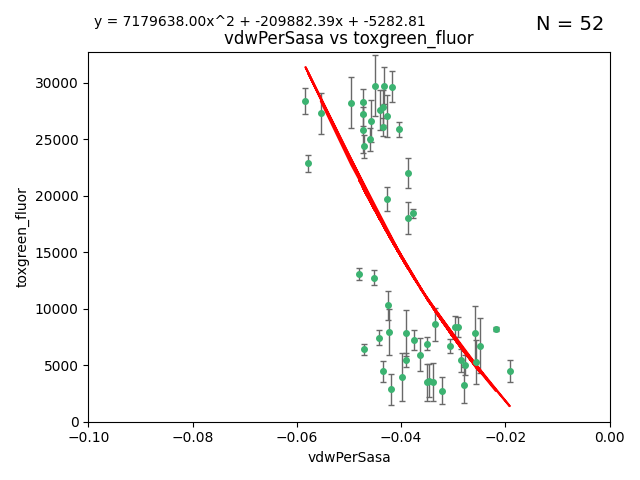 y = 7179638.00x^2 + -209882.39x + -5282.81
N = 52
vdwPerSasa vs toxgreen_fluor
30000
25000
20000
15000
10000
5000
0
toxgreen_fluor
−0.10
−0.08
−0.06
−0.04
−0.02
0.00
vdwPerSasa